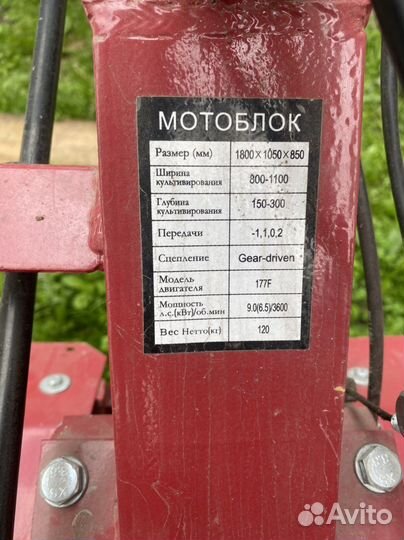 МОТОБЛОК
Размер (мм) 1800×1050×850
Ширина
культивирования 800-1100
Глубина
культивирования 150-300
Передачи -1,1,0,2
Сцепление Gear-driven
Модель
двигателя 177F
Мощность
л.с.(кВт)/об.мин 9.0(6.5)/3600
Вес Нетто(кг) 120
Avito